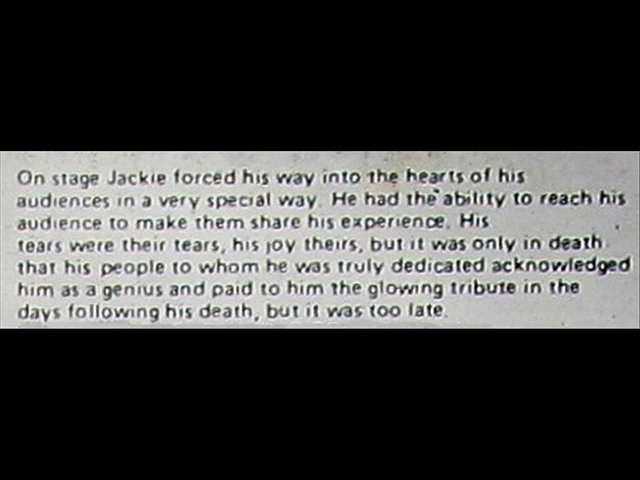 On stage Jackie forced his way into the hearts of his
audiences in a very special way. He had the ability to reach his
audience to make them share his experience. His
tears were their tears, his joy theirs, but it was only in death
that his people to whom he was truly dedicated acknowledged
him as a genius and paid to him the glowing tribute in the
days following his death, but it was too late.